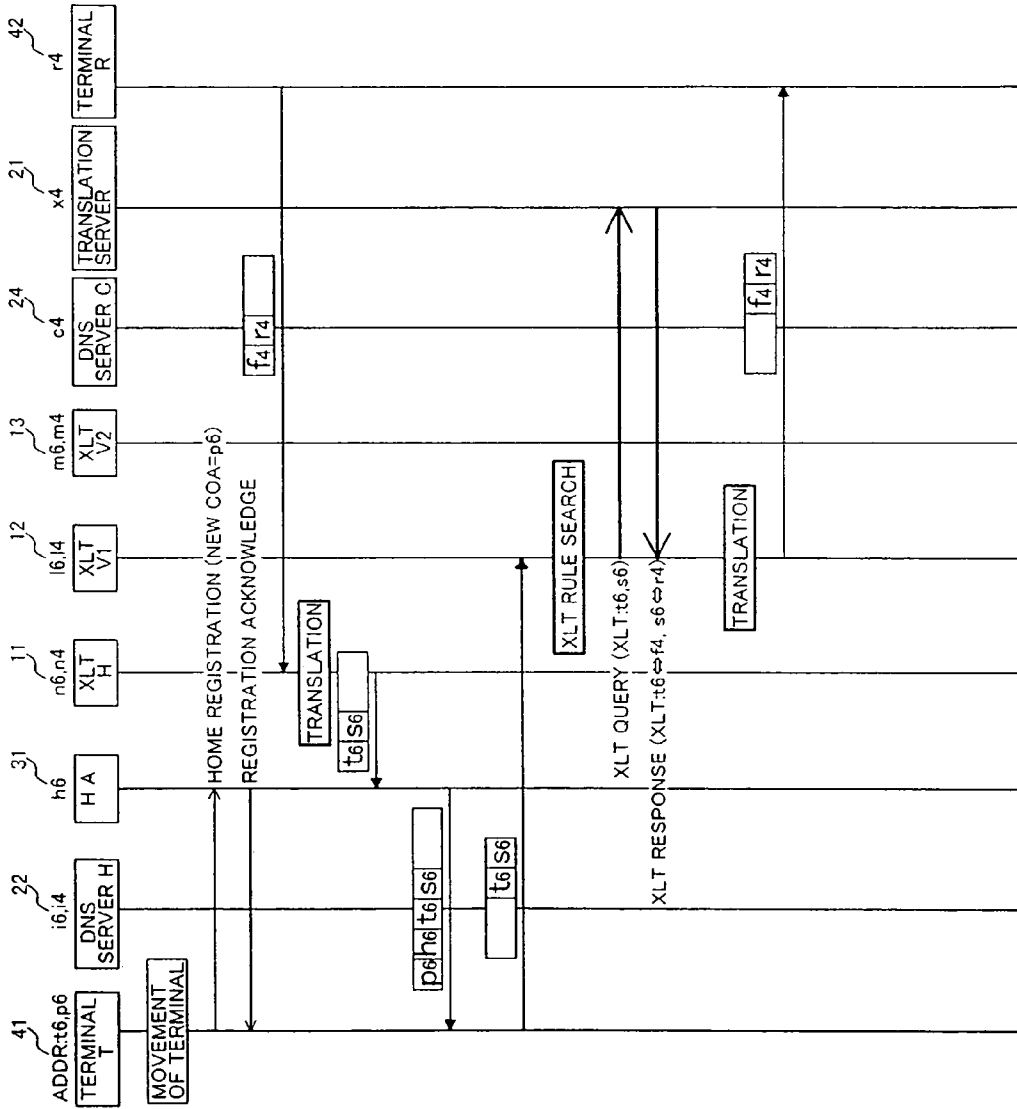 41
ADDR:t6,p6
TERMINAL
T
22
i6,i4
DNS
SERVER H
31
h6
H A
11
n6,n4
XLT
H
12
l6,l4
XLT
V1
13
m6,m4
XLT
V2
24
c4
DNS
SERVER C
21
x4
TRANSLATION
SERVER
42
r4
TERMINAL
R
MOVEMENT
OF TERMINAL
HOME REGISTRATION (NEW COA=p6)
REGISTRATION ACKNOWLEDGE
f4 r4
TRANSLATION
t6 s6
p6 h6 t6 s6
t6 s6
XLT RULE SEARCH
XLT QUERY (XLT:t6,s6)
XLT RESPONSE (XLT:t6⇔f4, s6⇔r4)
TRANSLATION
f4 r4